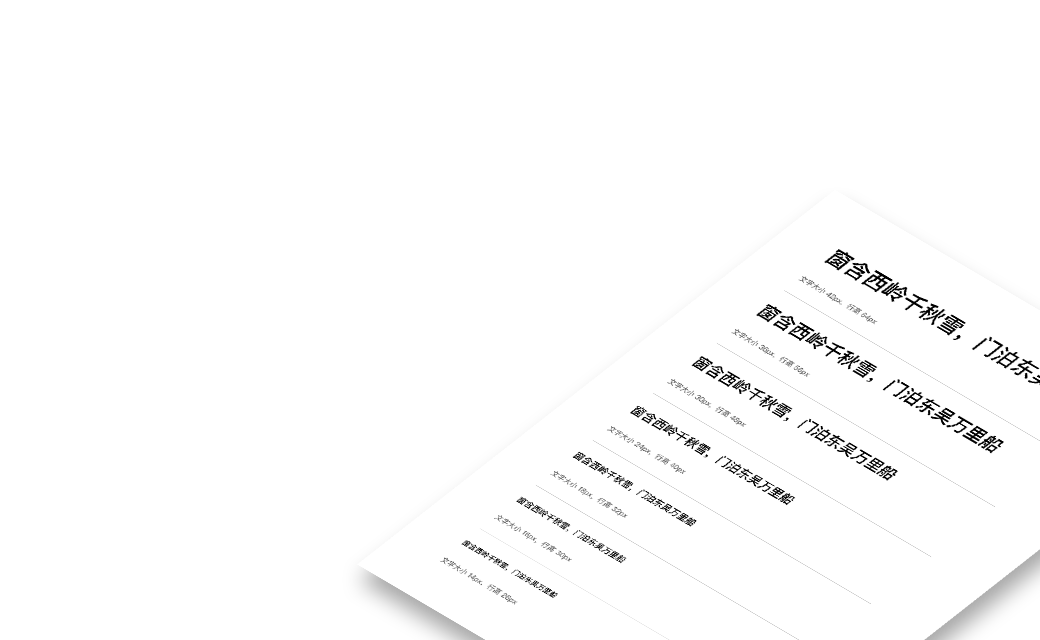 窗含西岭千秋雪，门泊东吴
文字大小 42px，行高 64px
窗含西岭千秋雪，门泊东吴万里船
文字大小 36px，行高 56px
窗含西岭千秋雪，门泊东吴万里船
文字大小 30px，行高 48px
窗含西岭千秋雪，门泊东吴万里船
文字大小 24px，行高 40px
窗含西岭千秋雪，门泊东吴万里船
文字大小 18px，行高 32px
窗含西岭千秋雪，门泊东吴万里船
文字大小 16px，行高 30px
窗含西岭千秋雪，门泊东吴万里船
文字大小 14px，行高 26px